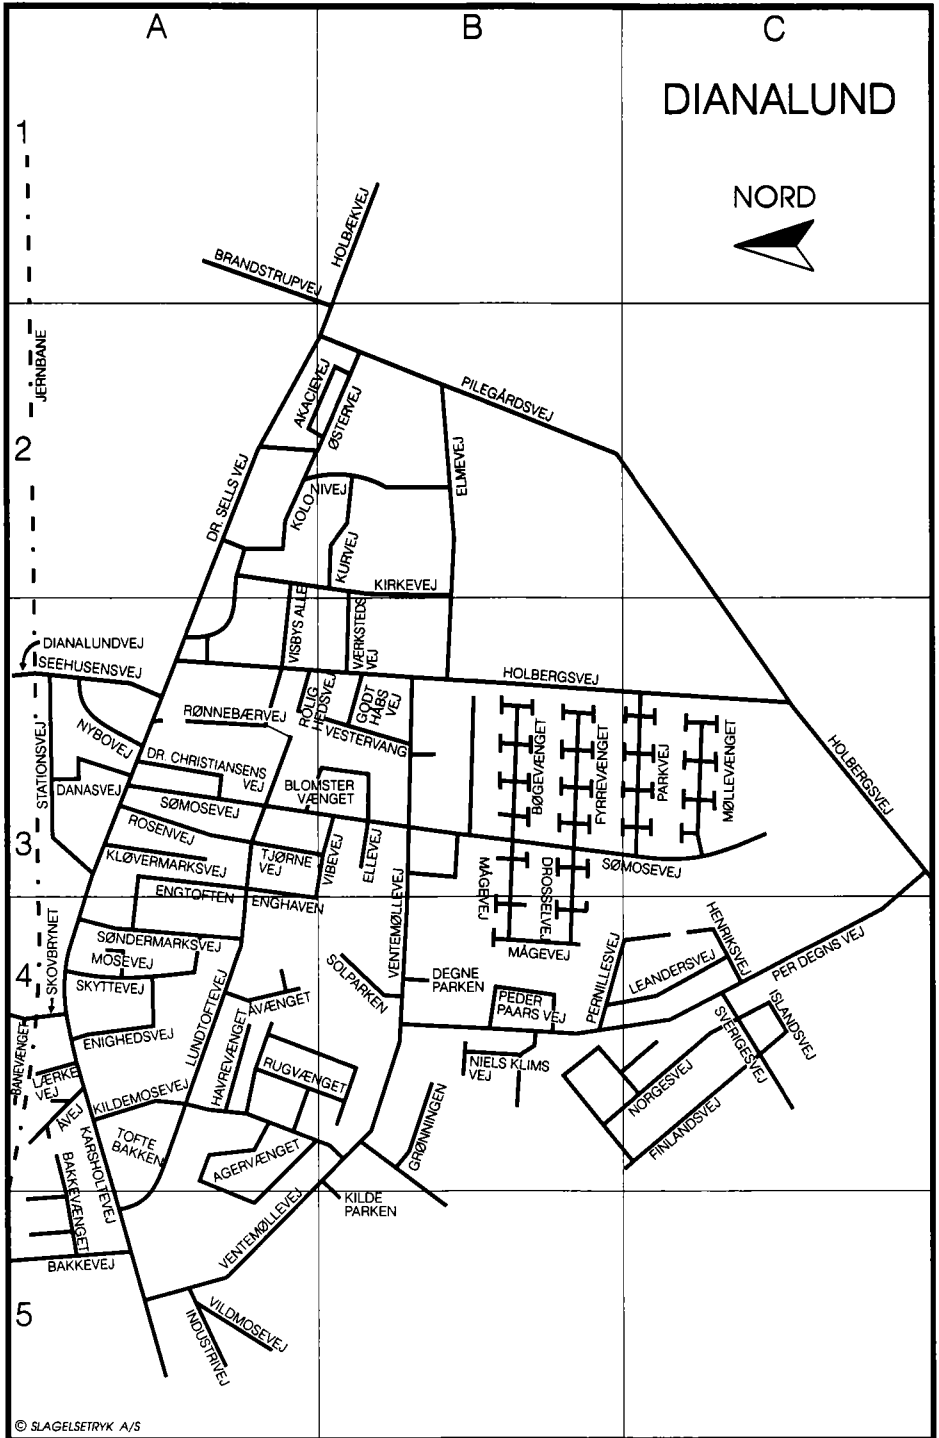 A
B
C
DIANALUND
1
NORD
HOLBÆKVEJ
BRANDSTRUPVEJ
JERNBANE
AKACIEVEJ
ØSTERVEJ
PILEGÅRDSVEJ
2
ELMEVEJ
DR. SELLS VEJ
KOLO-
NIVEJ
KURVEJ
KIRKEVEJ
VISBYS ALLE
VÆRKSTEDS
VEJ
DIANALUNDVEJ
SEEHUSENSVEJ
HOLBERGSVEJ
ROLIG
HEDSVEJ
GODT
HÅBS
VEJ
RØNNEBÆRVEJ
VESTERVANG
NYBOVEJ
STATIONSVEJ
DR. CHRISTIANSENS
VEJ
BLOMSTER
VÆNGET
DANASVEJ
SØMOSEVEJ
BØGEVÆNGET
FYRREVÆNGET
PARKVEJ
MØLLEVÆNGET
HOLBERGSVEJ
3
ROSENVEJ
KLØVERMARKSVEJ
TJØRNE
VEJ
VIBEVEJ
ELLEVEJ
SØMOSEVEJ
MÅGEVEJ
DROSSELVEJ
ENGTOFTEN
ENGHAVEN
VENTEMØLLEVEJ
SKOVBRYNET
SØNDERMARKSVEJ
MOSEVEJ
SKYTTEVEJ
4
MÅGEVEJ
HENRIKSVEJ
PERNILLESVEJ
LEANDERSVEJ
PER DEGNS VEJ
SOLPARKEN
DEGNE
PARKEN
PEDER
PAARS VEJ
ISLANDSVEJ
SVERIGESVEJ
LUNDTOFTEVEJ
AVÆNGET
ENIGHEDSVEJ
BANEVÆNGET
HAVREVÆNGET
RUGVÆNGET
NIELS KLIMS
VEJ
NORGESVEJ
FINLANDSVEJ
LÆRKE
VEJ
ÅVEJ
KILDEMOSEVEJ
TOFTE
BAKKEN
KARSHOLTEVEJ
GRØNNINGEN
AGERVÆNGET
BAKKEVÆNGET
KILDE
PARKEN
VENTEMØLLEVEJ
BAKKEVEJ
5
VILDMOSEVEJ
INDUSTRIVEJ
© SLAGELSETRYK A/S